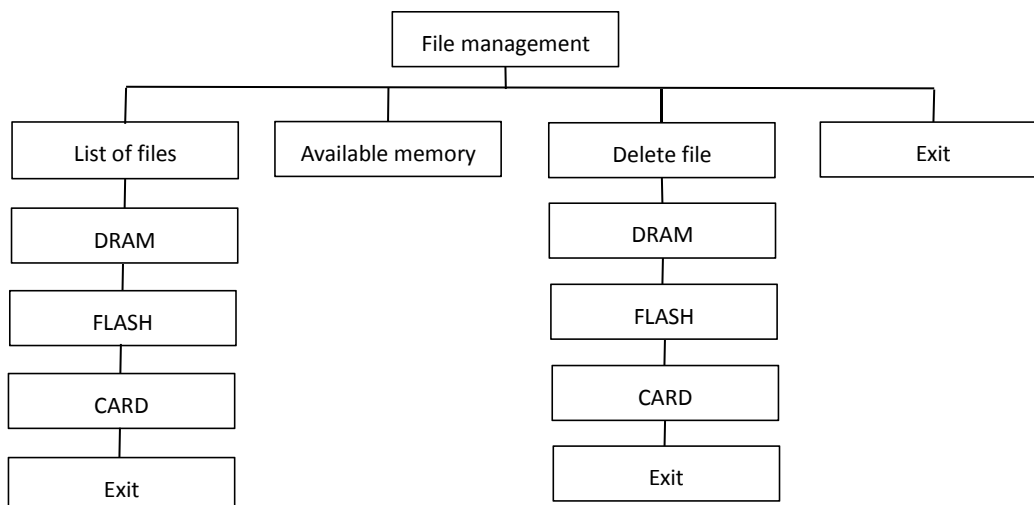 File management
List of files
Available memory
Delete file
Exit
DRAM
DRAM
FLASH
FLASH
CARD
CARD
Exit
Exit